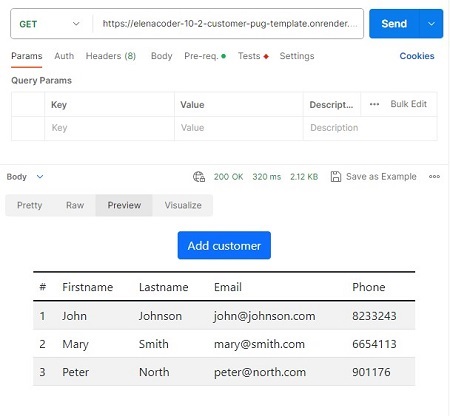 GET https://elenacoder-10-2-customer-pug-template.onrender.... Send
Params Auth Headers (8) Body Pre-req. Tests Settings Cookies
Query Params
Key Value Descript... ••• Bulk Edit
Key Value Description
Body 200 OK 320 ms 2.12 KB Save as Example
Pretty Raw Preview Visualize
Add customer
# Firstname Lastname Email Phone
1 John Johnson john@johnson.com 8233243
2 Mary Smith mary@smith.com 6654113
3 Peter North peter@north.com 901176